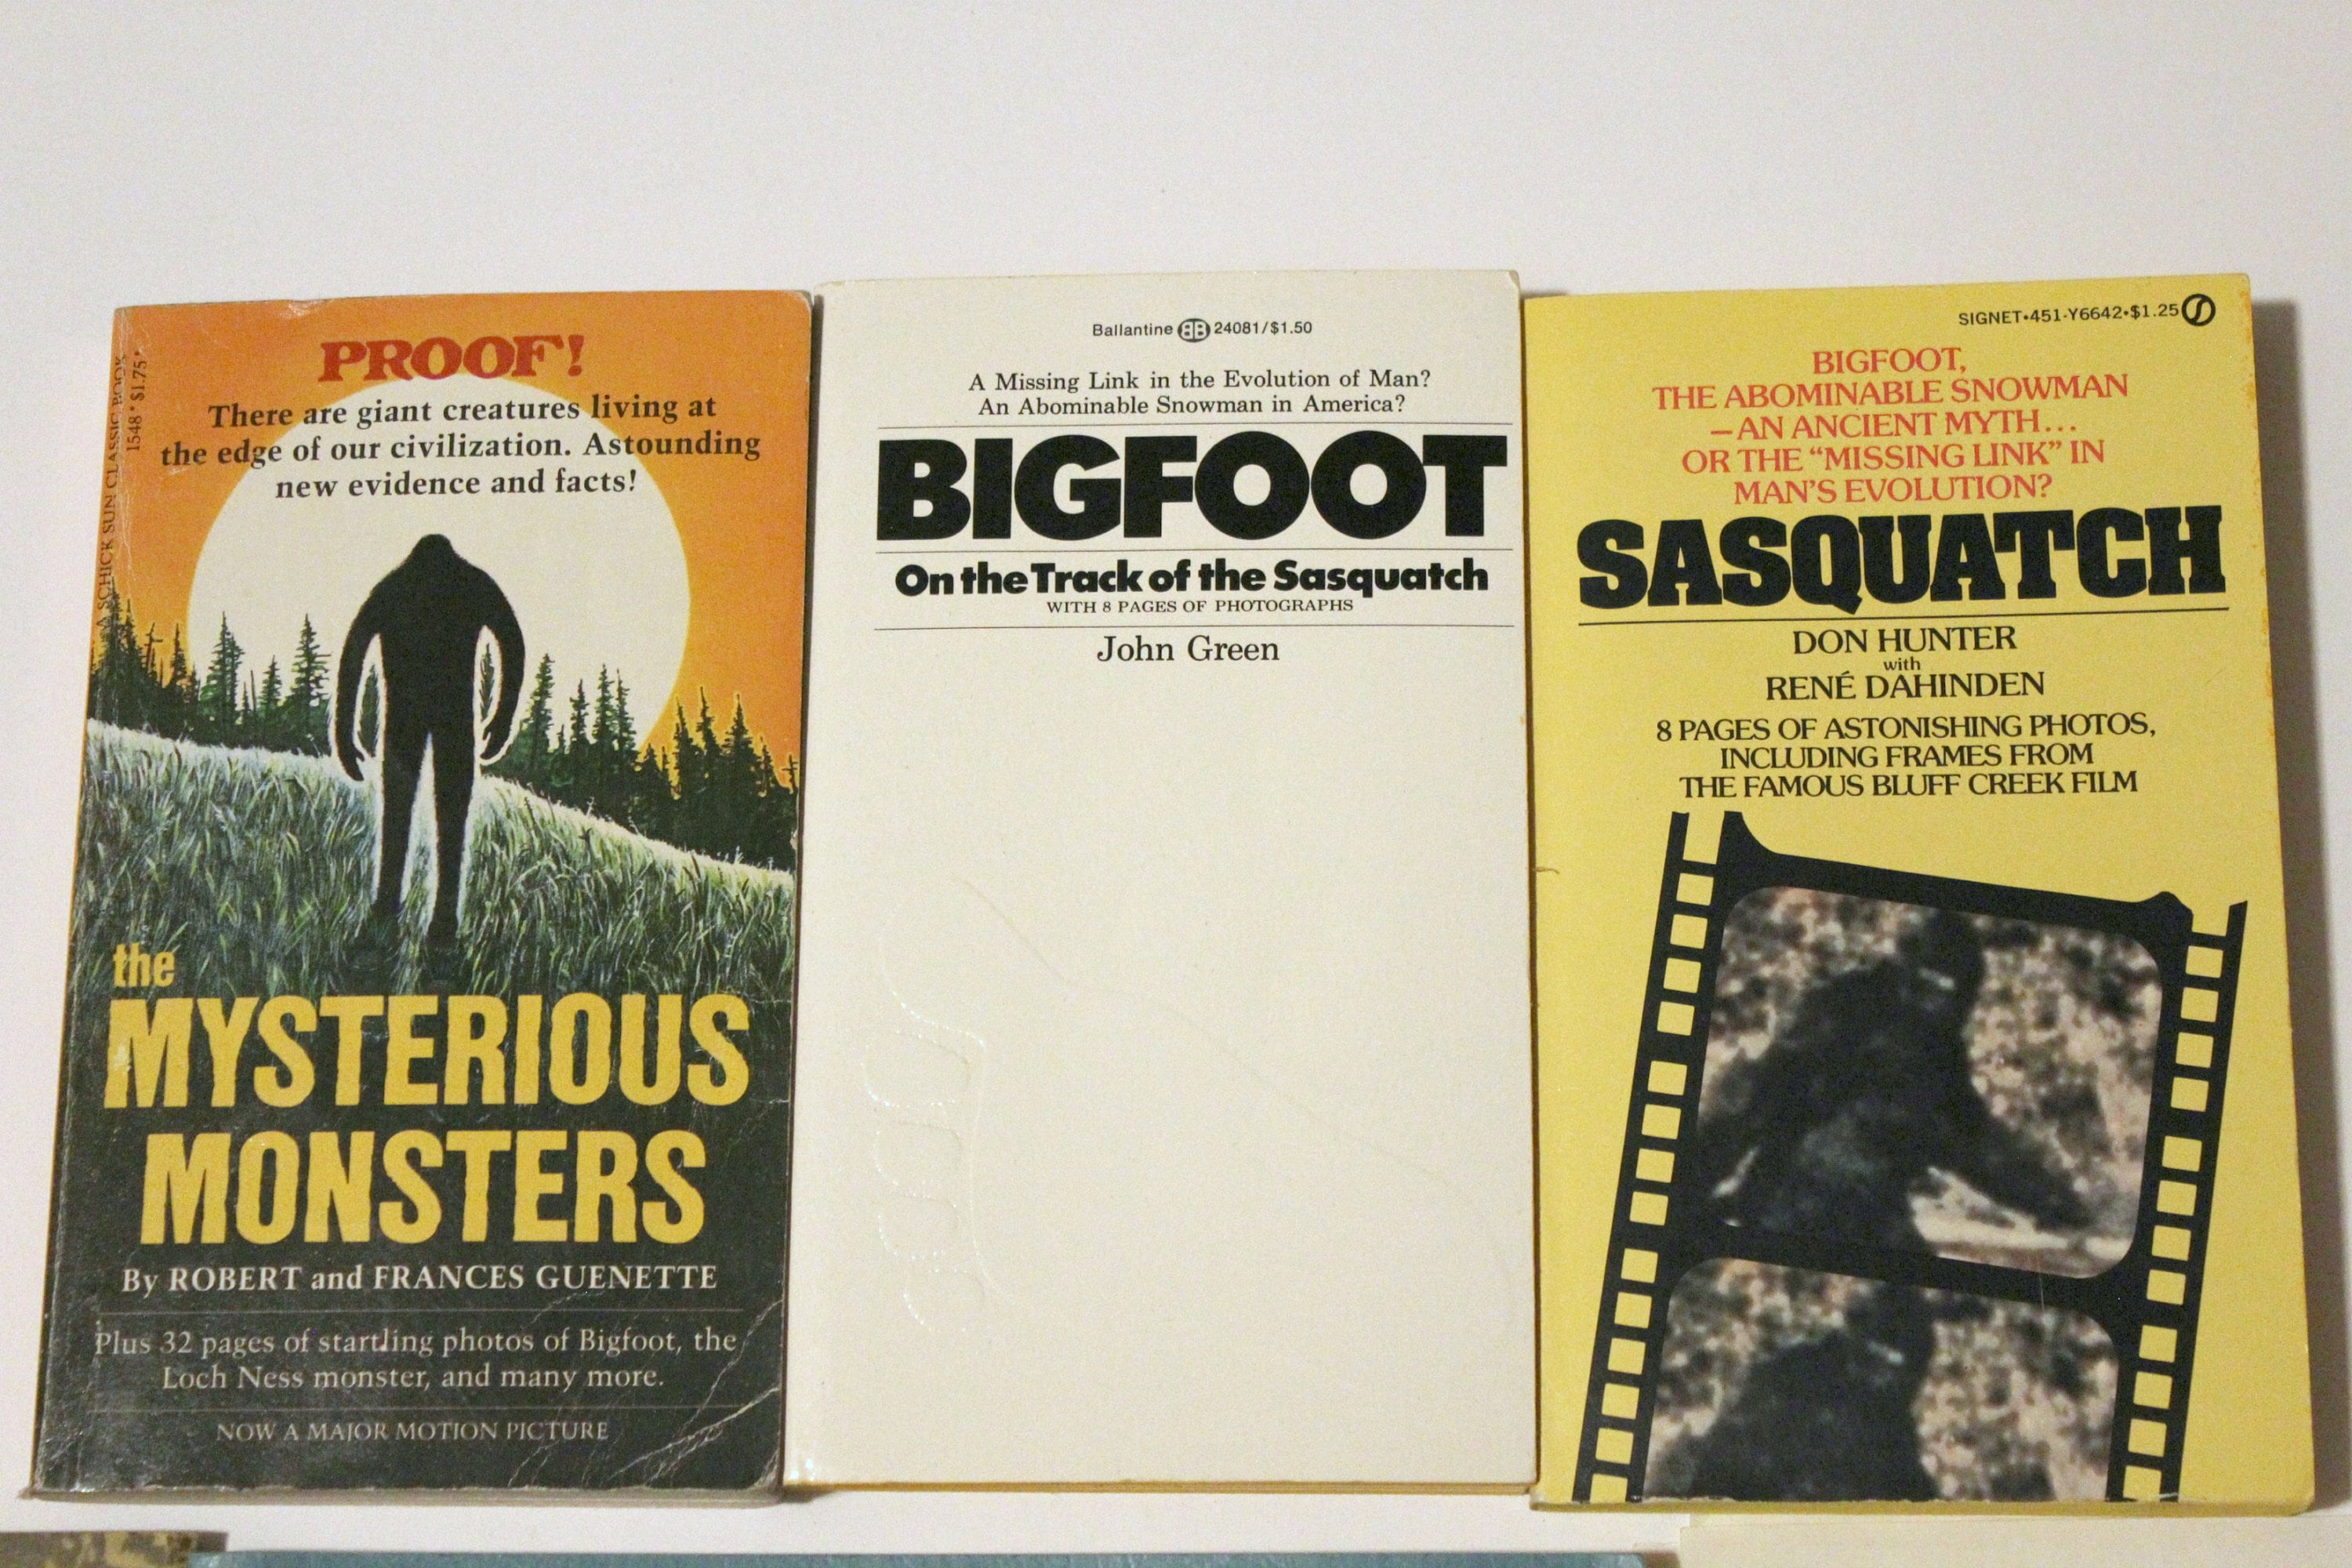 A SCHICK SUN CLASSIC BOOK
1548 * $1.75 *
PROOF!
There are giant creatures living at
the edge of our civilization. Astounding
new evidence and facts!
the
MYSTERIOUS
MONSTERS
By ROBERT and FRANCES GUENETTE
Plus 32 pages of startling photos of Bigfoot, the
Loch Ness monster, and many more.
NOW A MAJOR MOTION PICTURE
Ballantine BB 24081/$1.50
A Missing Link in the Evolution of Man?
An Abominable Snowman in America?
BIGFOOT
On the Track of the Sasquatch
WITH 8 PAGES OF PHOTOGRAPHS
John Green
SIGNET•451-Y6642•$1.25
BIGFOOT,
THE ABOMINABLE SNOWMAN
—AN ANCIENT MYTH...
OR THE “MISSING LINK” IN
MAN’S EVOLUTION?
SASQUATCH
DON HUNTER
with
RENÉ DAHINDEN
8 PAGES OF ASTONISHING PHOTOS,
INCLUDING FRAMES FROM
THE FAMOUS BLUFF CREEK FILM